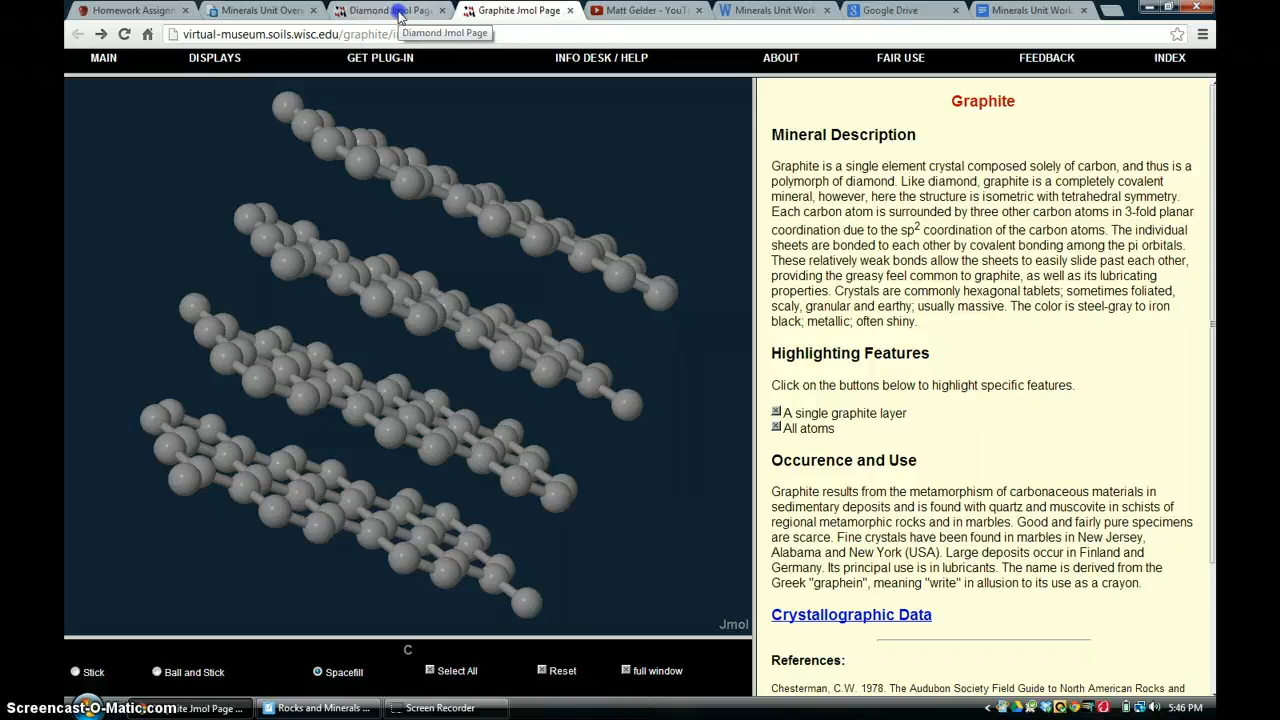 Homework Assignm
Minerals Unit Over
Diamond Jmol Page
Graphite Jmol Page
Matt Gelder - YouT
Minerals Unit Work
Google Drive
Minerals Unit Work
virtual-museum.soils.wisc.edu/graphite/i
Diamond Jmol Page
MAIN
DISPLAYS
GET PLUG-IN
INFO DESK / HELP
ABOUT
FAIR USE
FEEDBACK
INDEX
Graphite
Mineral Description
Graphite is a single element crystal composed solely of carbon, and thus is a
polymorph of diamond. Like diamond, graphite is a completely covalent
mineral, however, here the structure is isometric with tetrahedral symmetry.
Each carbon atom is surrounded by three other carbon atoms in 3-fold planar
coordination due to the sp2 coordination of the carbon atoms. The individual
sheets are bonded to each other by covalent bonding among the pi orbitals.
These relatively weak bonds allow the sheets to easily slide past each other,
providing the greasy feel common to graphite, as well as its lubricating
properties. Crystals are commonly hexagonal tablets; sometimes foliated,
scaly, granular and earthy; usually massive. The color is steel-gray to iron
black; metallic; often shiny.
Highlighting Features
Click on the buttons below to highlight specific features.
A single graphite layer
All atoms
Occurence and Use
Graphite results from the metamorphism of carbonaceous materials in
sedimentary deposits and is found with quartz and muscovite in schists of
regional metamorphic rocks and in marbles. Good and fairly pure specimens
are scarce. Fine crystals have been found in marbles in New Jersey,
Alabama and New York (USA). Large deposits occur in Finland and
Germany. Its principal use is in lubricants. The name is derived from the
Greek "graphein", meaning "write" in allusion to its use as a crayon.
Crystallographic Data
References:
Chesterman, C.W. 1978. The Audubon Society Field Guide to North American Rocks and
Jmol
C
Stick
Ball and Stick
Spacefill
Select All
Reset
full window
Screencast-O-Matic.com
Graphite Jmol Page ...
Rocks and Minerals ...
Screen Recorder
5:46 PM